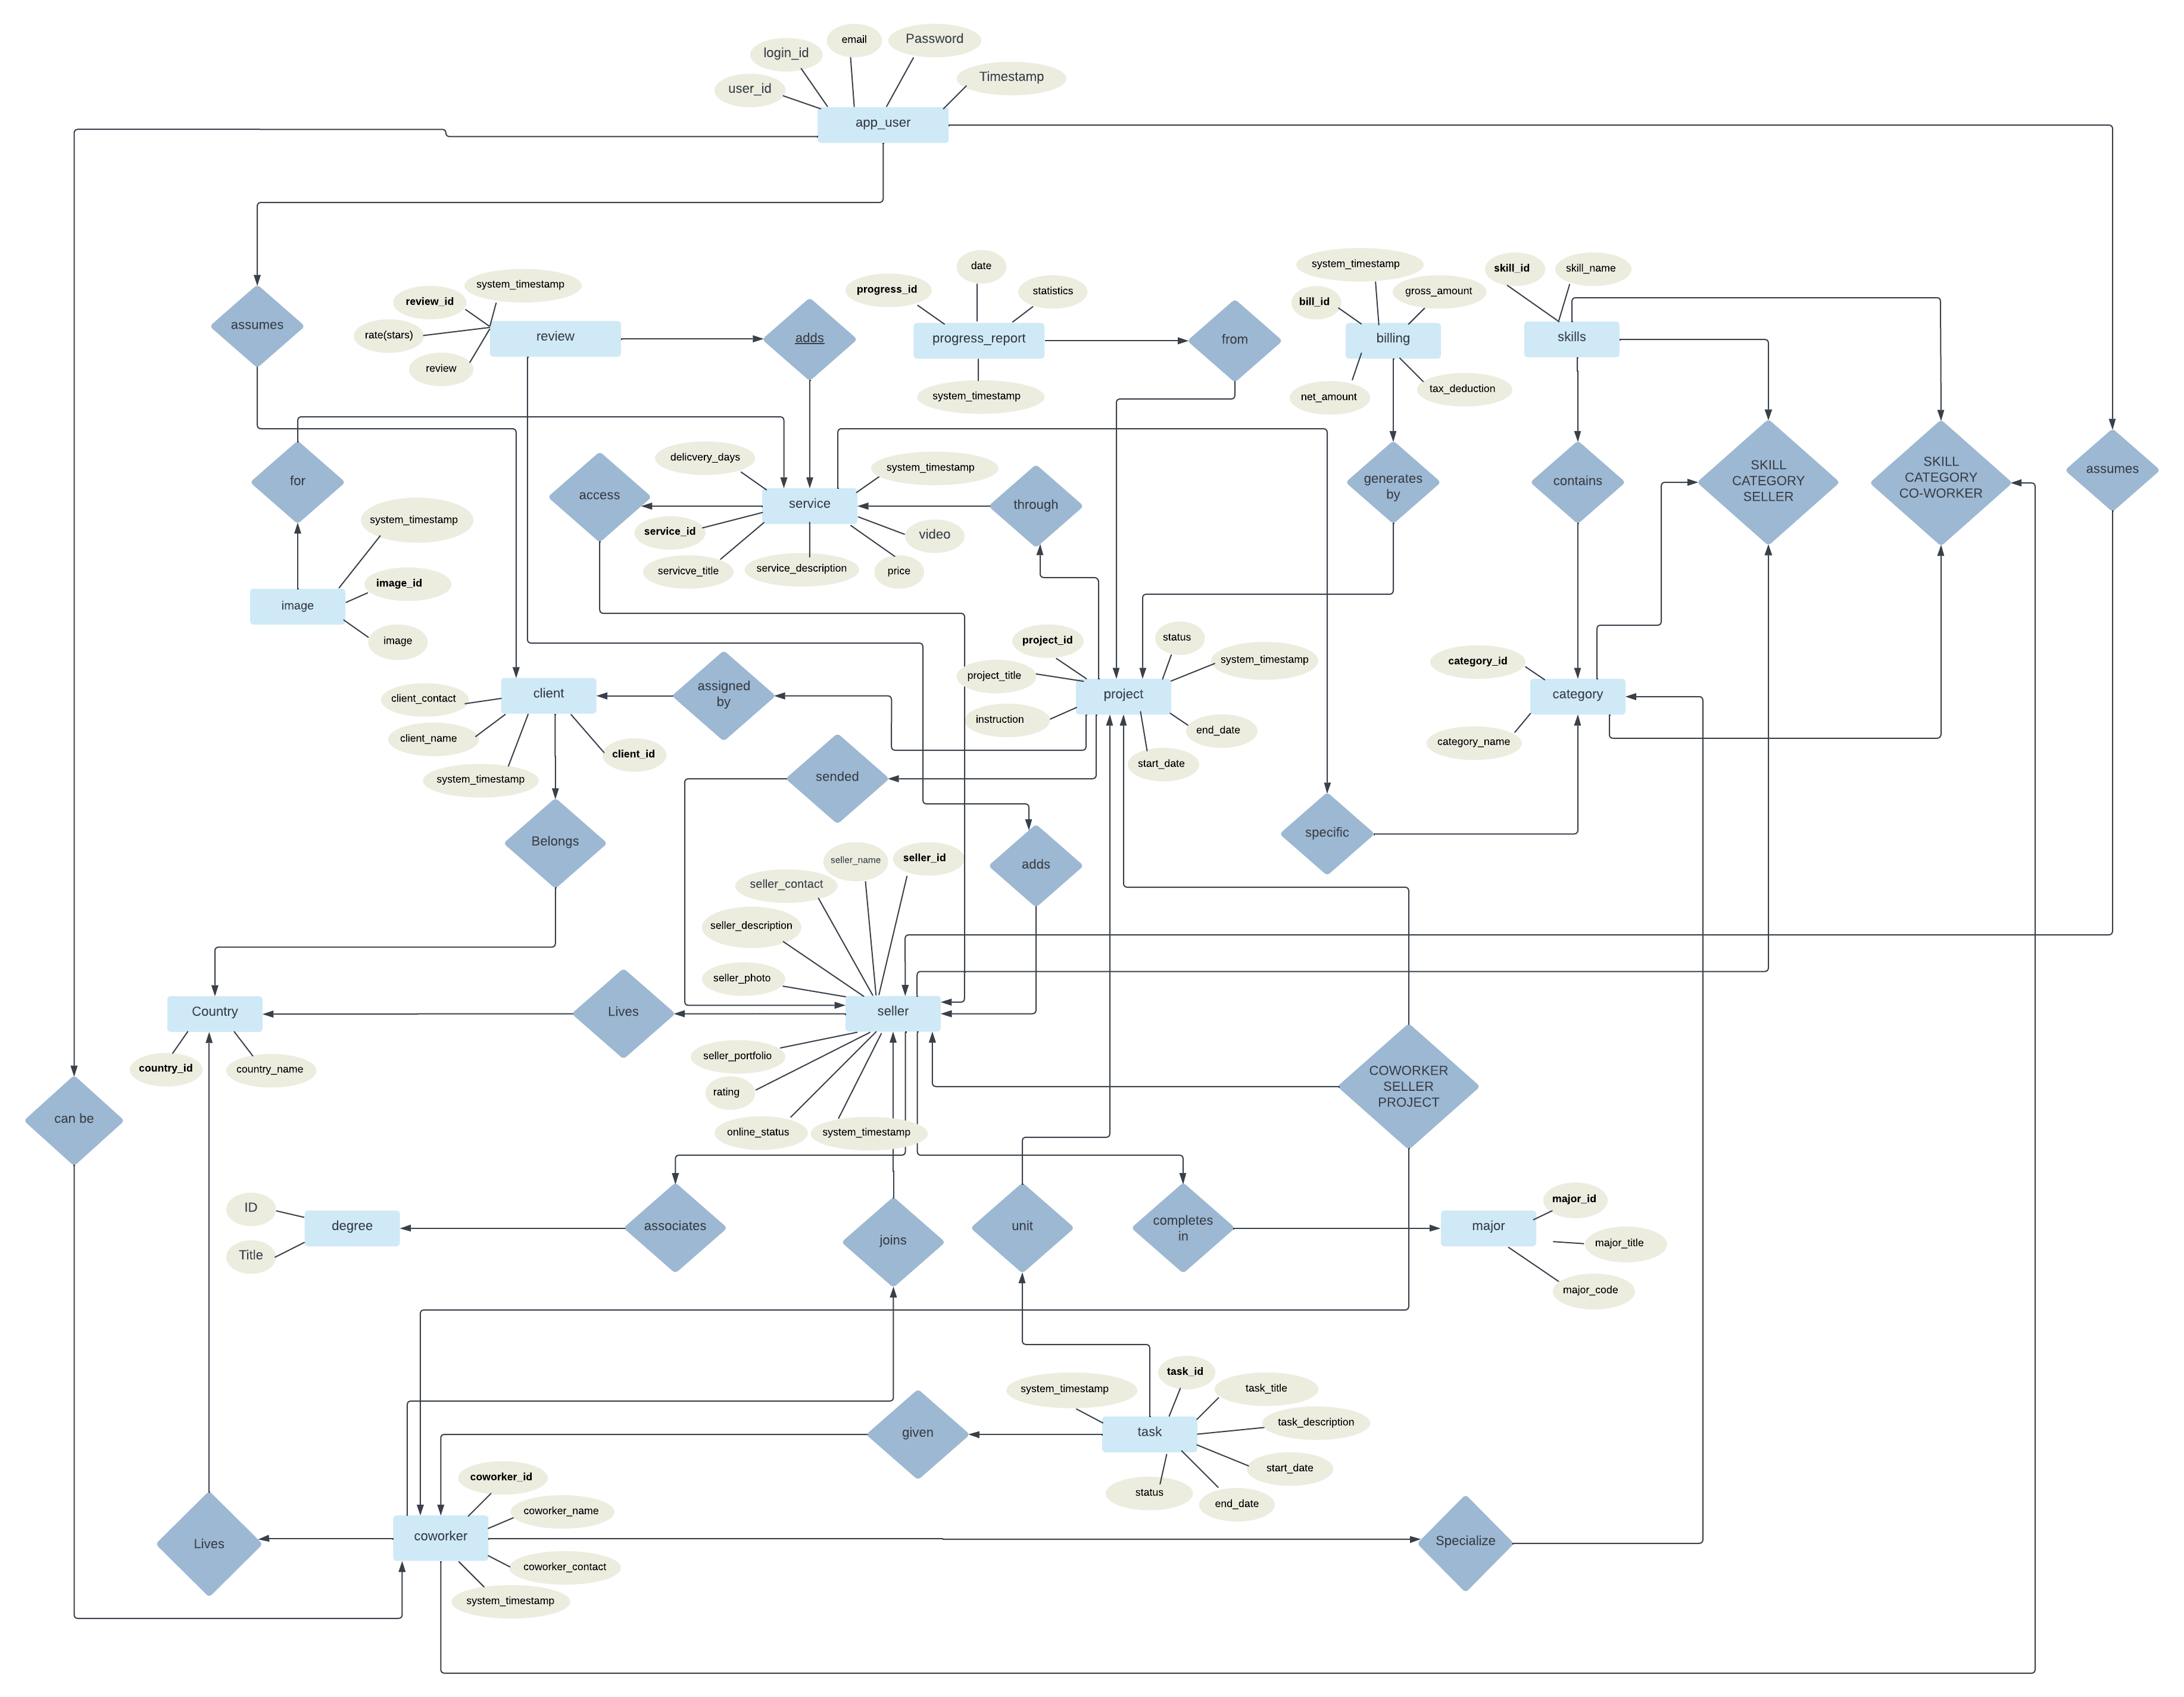 login_id
email
Password
user_id
Timestamp
app_user
system_timestamp
review_id
rate(stars)
review
review
assumes
adds
date
progress_id
statistics
progress_report
system_timestamp
from
system_timestamp
bill_id
gross_amount
billing
net_amount
tax_deduction
skill_id
skill_name
skills
for
access
delicvery_days
system_timestamp
service
through
service_id
video
servicve_title
service_description
price
generates
by
contains
SKILL
CATEGORY
SELLER
SKILL
CATEGORY
CO-WORKER
assumes
system_timestamp
image_id
image
image
client_contact
client
client_name
system_timestamp
client_id
assigned
by
project_id
status
project_title
system_timestamp
project
instruction
end_date
start_date
category_id
category
category_name
sended
Belongs
specific
adds
seller_name
seller_id
seller_contact
seller_description
seller_photo
Country
country_id
country_name
Lives
seller
seller_portfolio
rating
online_status
system_timestamp
COWORKER
SELLER
PROJECT
can be
ID
degree
Title
associates
joins
unit
completes
in
major_id
major
major_title
major_code
system_timestamp
task_id
task_title
task_description
task
start_date
status
end_date
given
coworker_id
coworker_name
coworker
coworker_contact
system_timestamp
Lives
Specialize